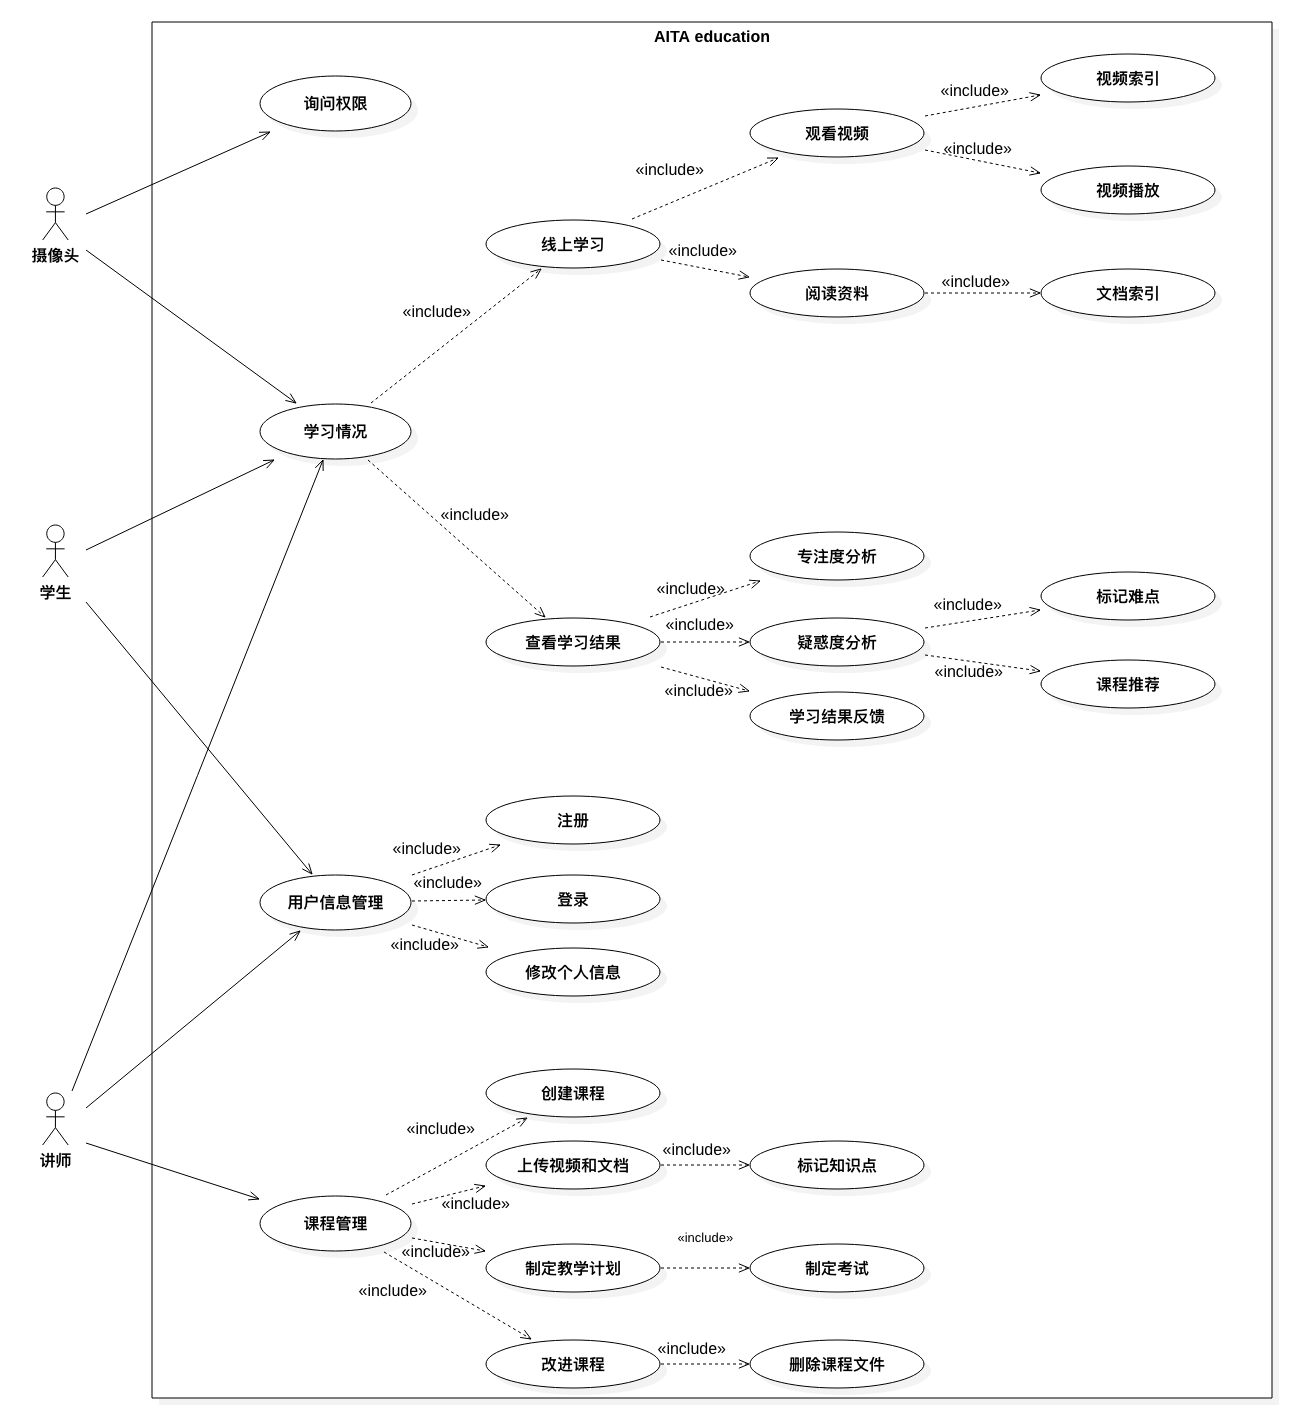 AITA education
视频索引
«include»
询问权限
观看视频
«include»
«include»
视频播放
摄像头
线上学习
«include»
阅读资料
«include»
文档索引
«include»
学习情况
«include»
专注度分析
学生
«include»
标记难点
«include»
«include»
查看学习结果
疑惑度分析
«include»
课程推荐
«include»
学习结果反馈
注册
«include»
«include»
登录
用户信息管理
«include»
修改个人信息
创建课程
«include»
讲师
上传视频和文档
«include»
标记知识点
«include»
课程管理
«include»
«include»
制定教学计划
制定考试
«include»
«include»
改进课程
删除课程文件